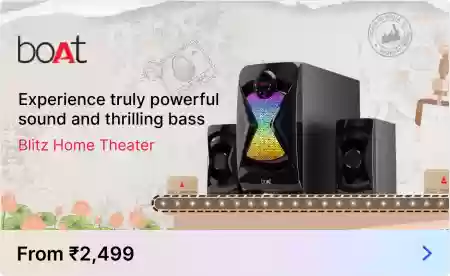 boAt
Experience truly powerful
sound and thrilling bass
Blitz Home Theater
From ₹2,499